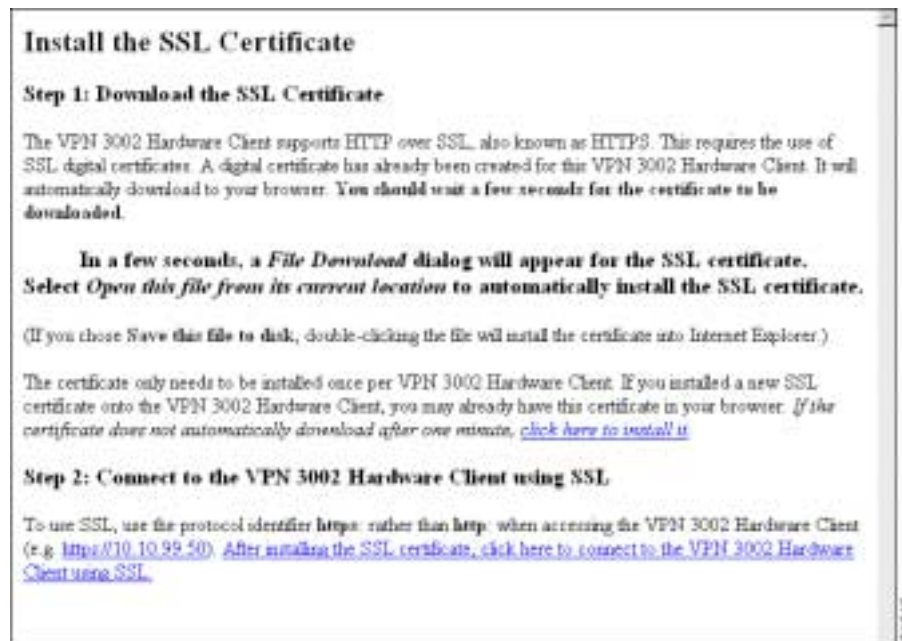 Install the SSL Certificate
Step 1: Download the SSL Certificate
The VPN 3002 Hardware Client supports HTTP over SSL, also known as HTTPS. This requires the use of
SSL digital certificates. A digital certificate has already been created for this VPN 3002 Hardware Client. It will
automatically download to your browser. You should wait a few seconds for the certificate to be
downloaded.
In a few seconds, a File Download dialog will appear for the SSL certificate.
Select Open this file from its current location to automatically install the SSL certificate.
(If you chose Save this file to disk, double-clicking the file will install the certificate into Internet Explorer.)
The certificate only needs to be installed once per VPN 3002 Hardware Client. If you installed a new SSL
certificate onto the VPN 3002 Hardware Client, you may already have this certificate in your browser. If the
certificate does not automatically download after one minute, click here to install it.
Step 2: Connect to the VPN 3002 Hardware Client using SSL
To use SSL, use the protocol identifier https: rather than http: when accessing the VPN 3002 Hardware Client
(e.g. https://10.10.99.50). After installing the SSL certificate, click here to connect to the VPN 3002 Hardware
Client using SSL.